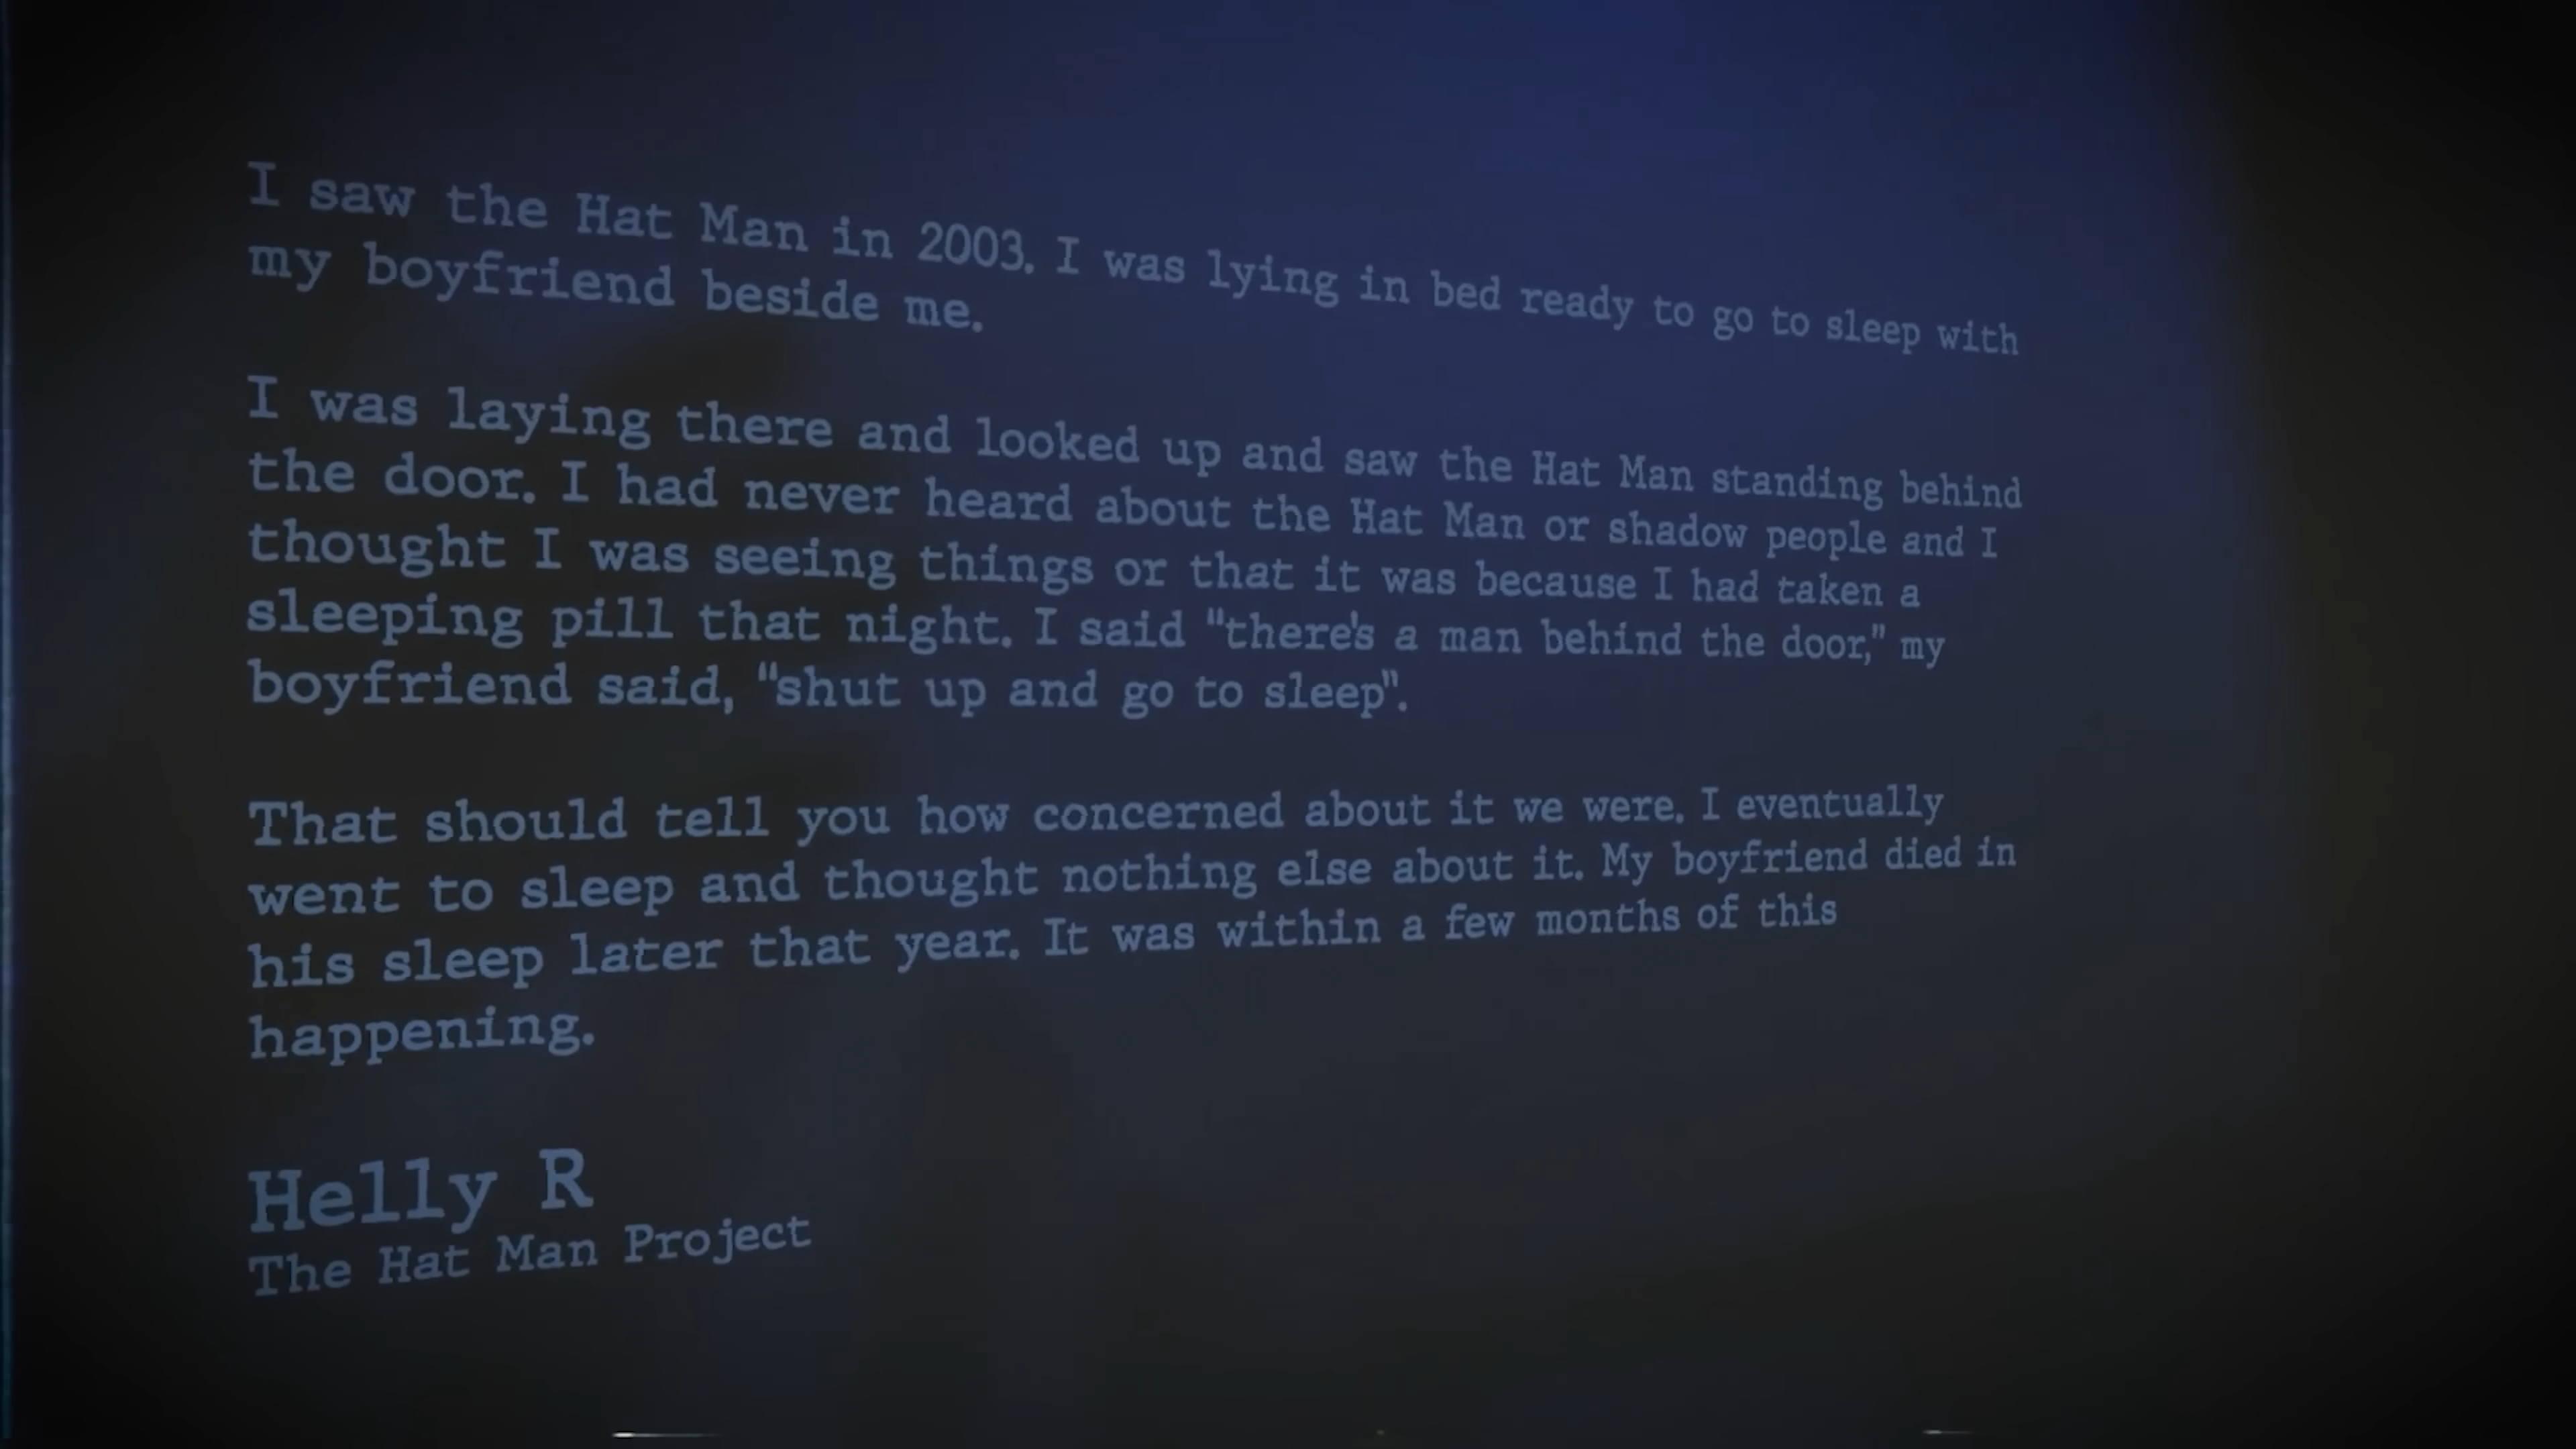 I saw the Hat Man in 2003. I was lying in bed ready to go to sleep with
my boyfriend beside me.
I was laying there and looked up and saw the Hat Man standing behind
the door. I had never heard about the Hat Man or shadow people and I
thought I was seeing things or that it was because I had taken a
sleeping pill that night. I said "there's a man behind the door," my
boyfriend said, "shut up and go to sleep".
That should tell you how concerned about it we were. I eventually
went to sleep and thought nothing else about it. My boyfriend died in
his sleep later that year. It was within a few months of this
happening.
Helly R
The Hat Man Project